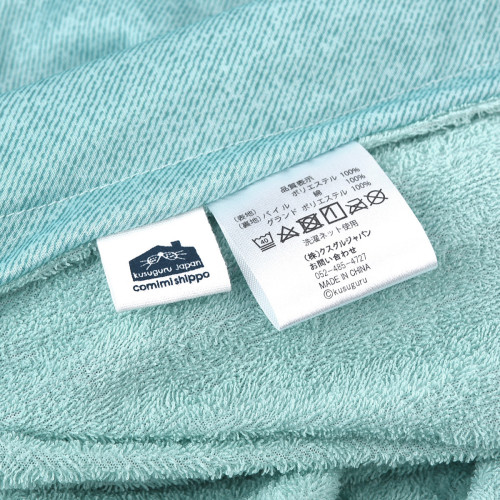 kusuguru Japan
comimi shippo
品質表示
(表地) ポリエステル 100%
(裏地) パイル 綿 100%
グランド ポリエステル 100%
40
洗濯ネット使用
(株)クスグルジャパン
お問い合わせ
052-485-4727
MADE IN CHINA
©kusuguru